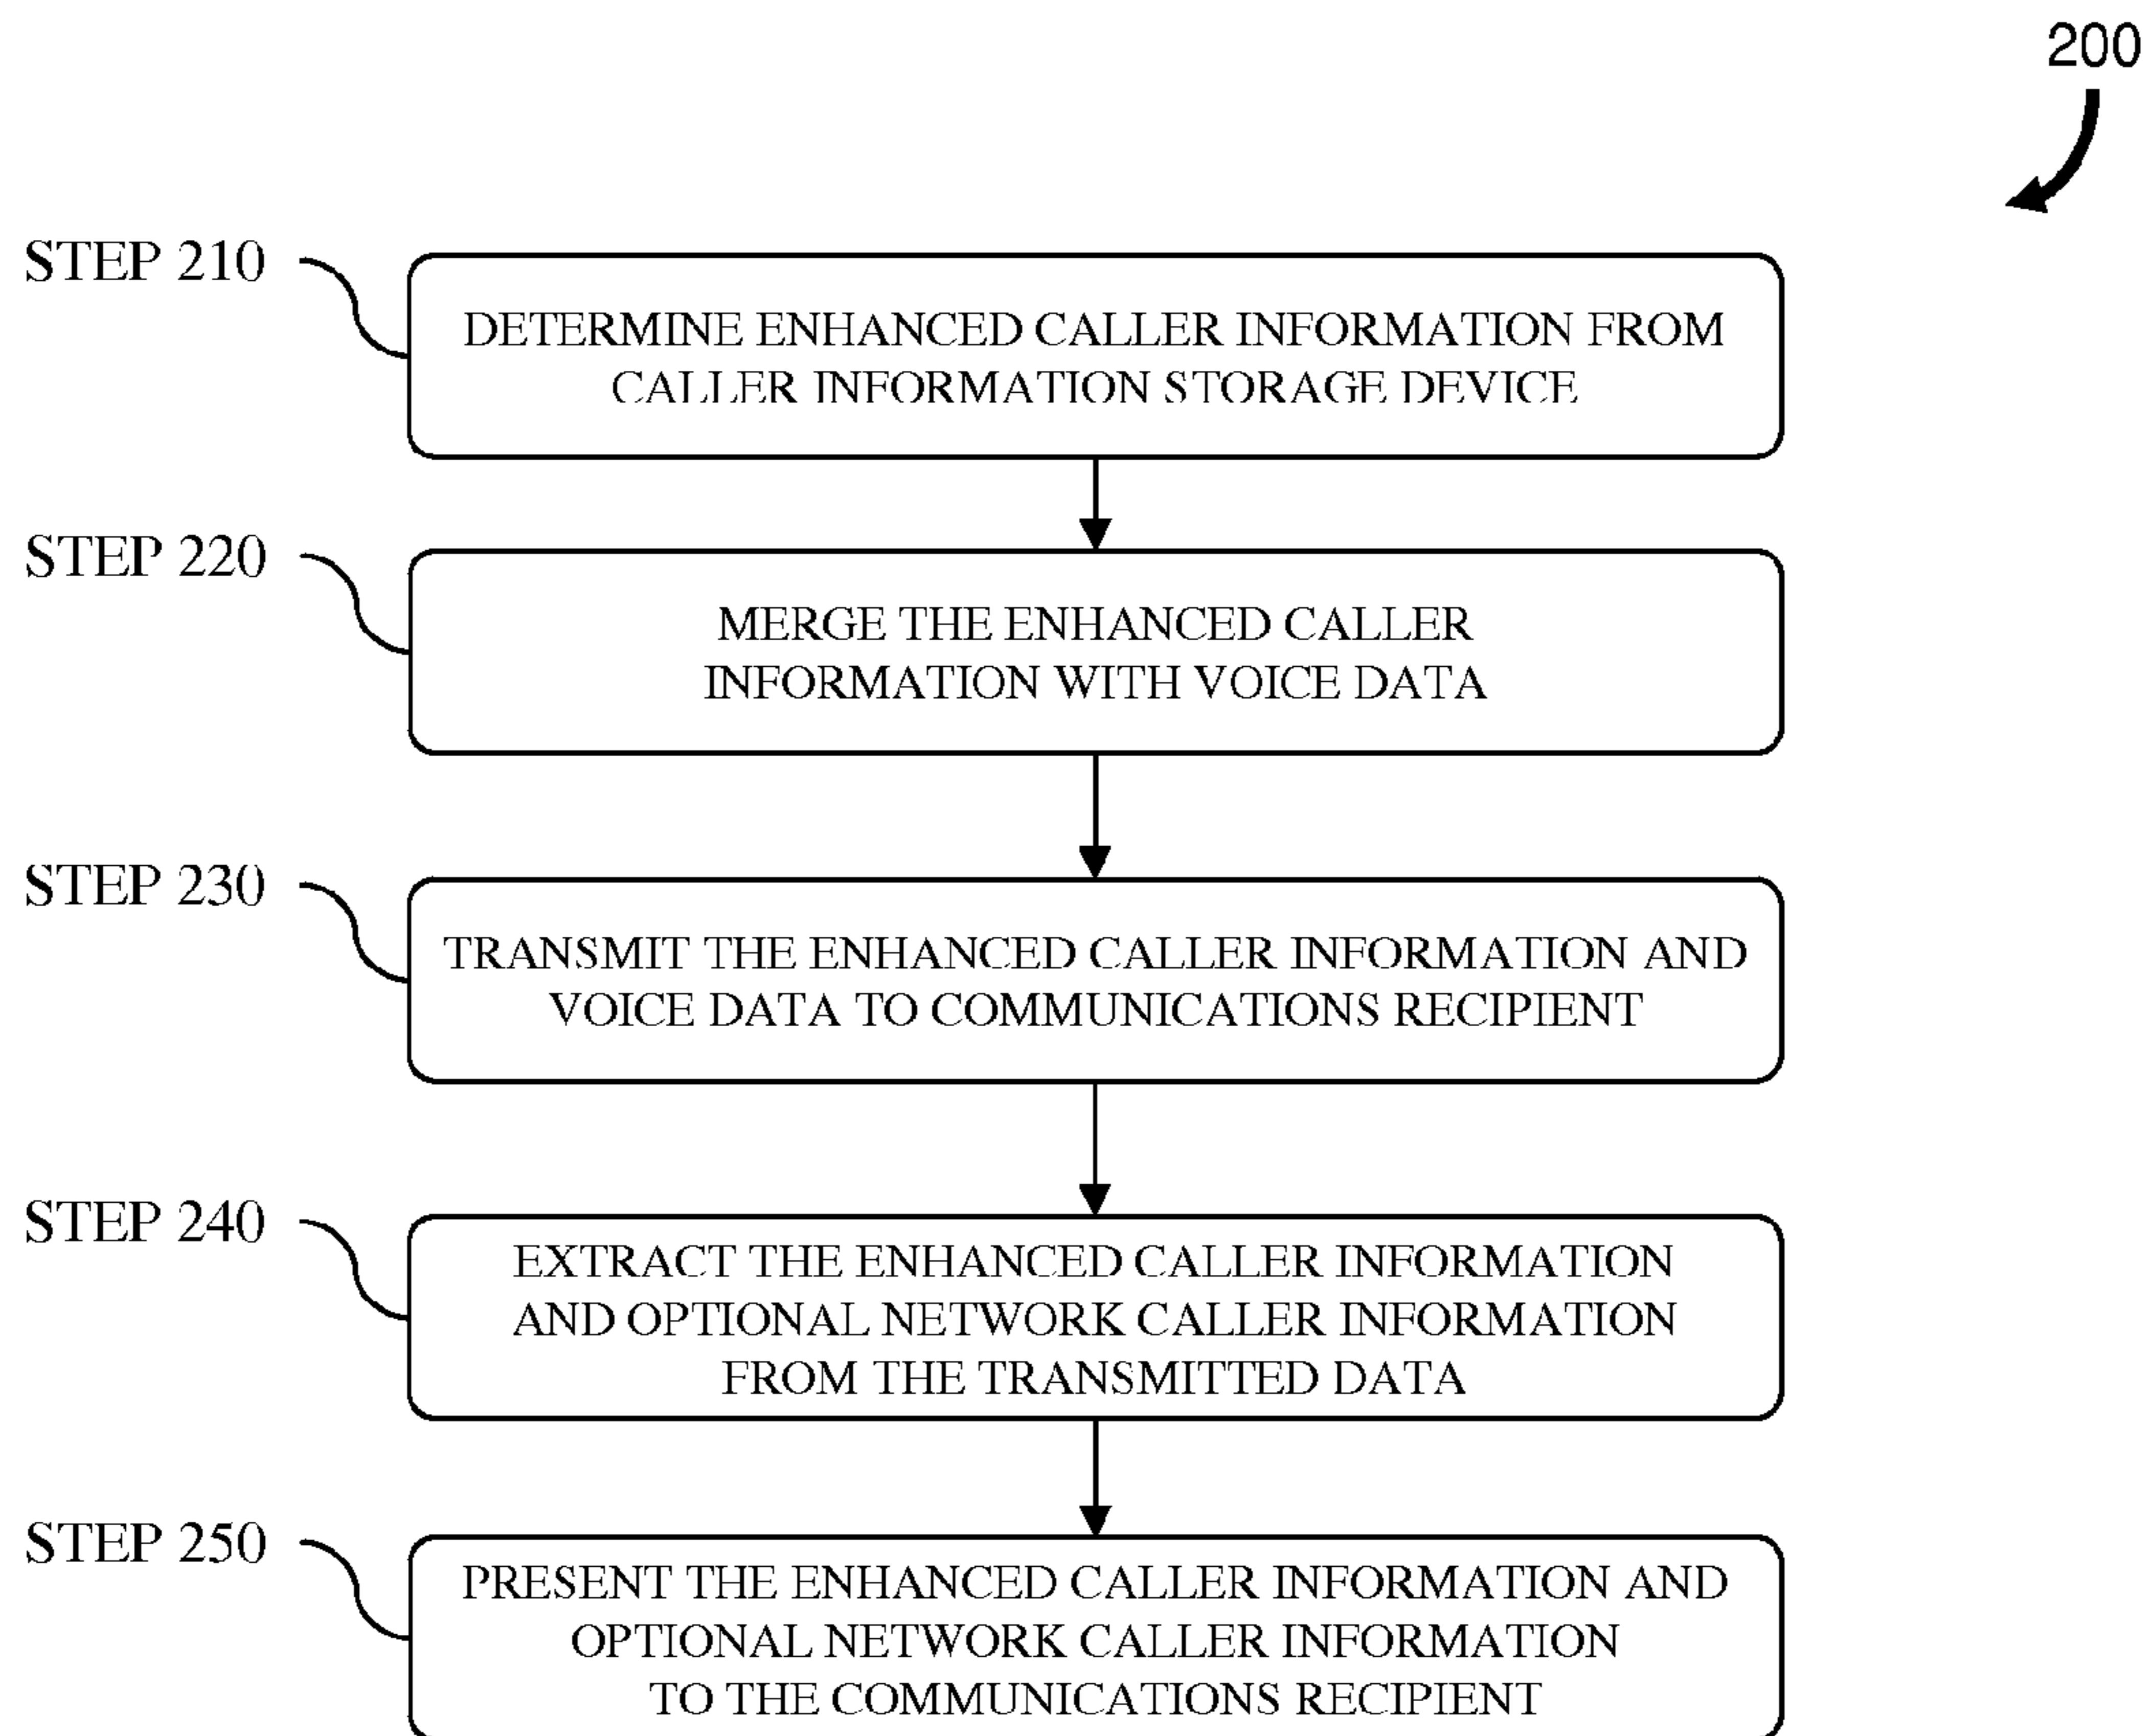 200
STEP 210
DETERMINE ENHANCED CALLER INFORMATION FROM
CALLER INFORMATION STORAGE DEVICE
STEP 220
MERGE THE ENHANCED CALLER
INFORMATION WITH VOICE DATA
STEP 230
TRANSMIT THE ENHANCED CALLER INFORMATION AND
VOICE DATA TO COMMUNICATIONS RECIPIENT
STEP 240
EXTRACT THE ENHANCED CALLER INFORMATION
AND OPTIONAL NETWORK CALLER INFORMATION
FROM THE TRANSMITTED DATA
STEP 250
PRESENT THE ENHANCED CALLER INFORMATION AND
OPTIONAL NETWORK CALLER INFORMATION
TO THE COMMUNICATIONS RECIPIENT